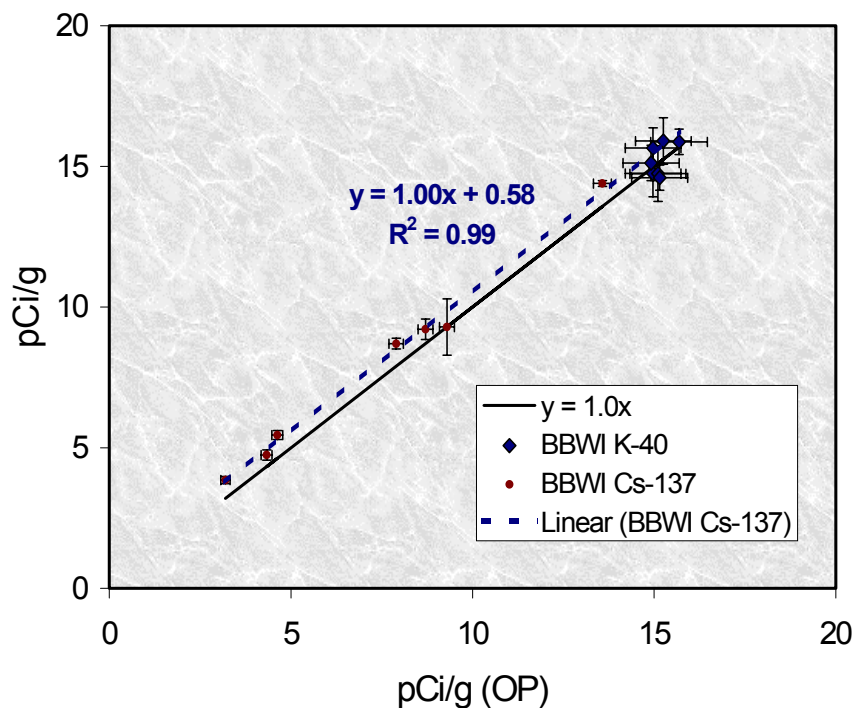 20
15
10
5
0
pCi/g
y = 1.00x + 0.58
R² = 0.99
y = 1.0x
BBWI K-40
BBWI Cs-137
Linear (BBWI Cs-137)
0 5 10 15 20
pCi/g (OP)